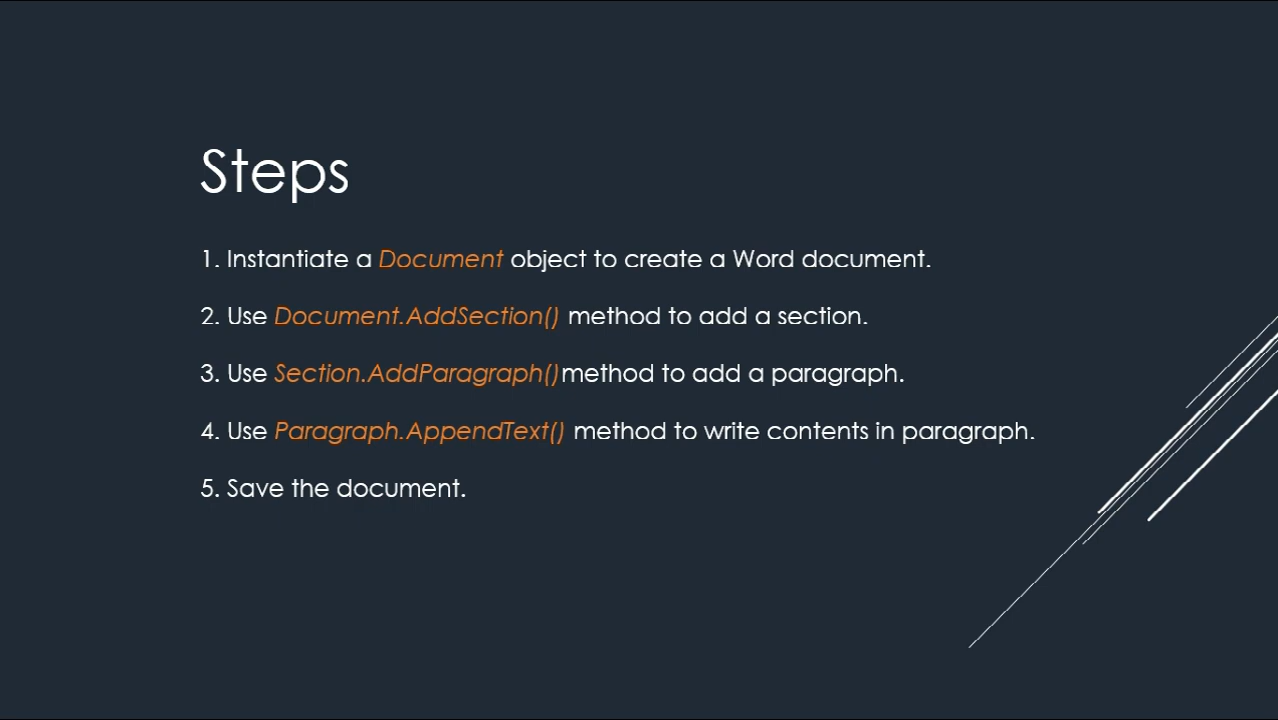 Steps
1. Instantiate a Document object to create a Word document.
2. Use Document.AddSection() method to add a section.
3. Use Section.AddParagraph()method to add a paragraph.
4. Use Paragraph.AppendText() method to write contents in paragraph.
5. Save the document.